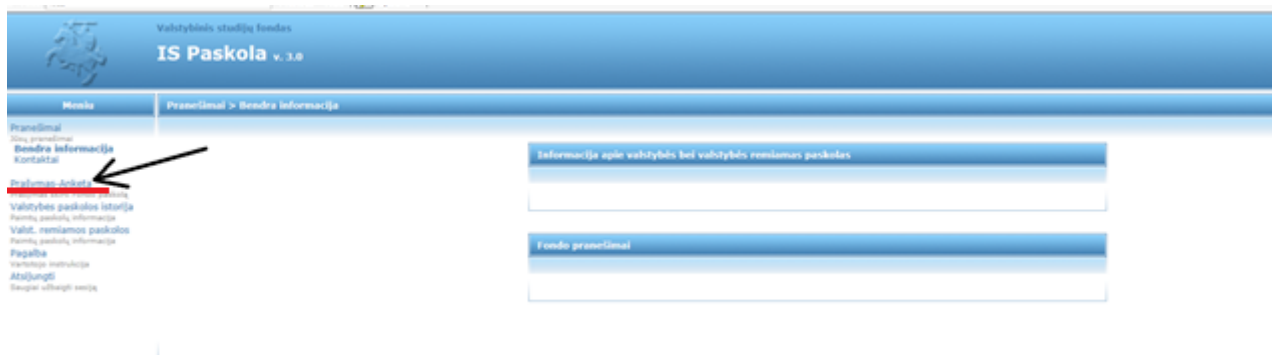 Valstybinis studijų fondas
IS Paskola v. 3.0
Meniu
Pranešimai > Bendra informacija
Pranešimai
Jūsų pranešimai
Bendra informacija
Kontaktai
Prašymas-Anketa
Valstybės paskolos istorija
Paimtų paskolų informacija
Valst. remiamos paskolos
Paimtų paskolų informacija
Pagalba
Vartotojo instrukcija
Atsijungti
Saugiai užbaigti sesiją
Informacija apie valstybės bei valstybės remiamas paskolas
Fondo pranešimai